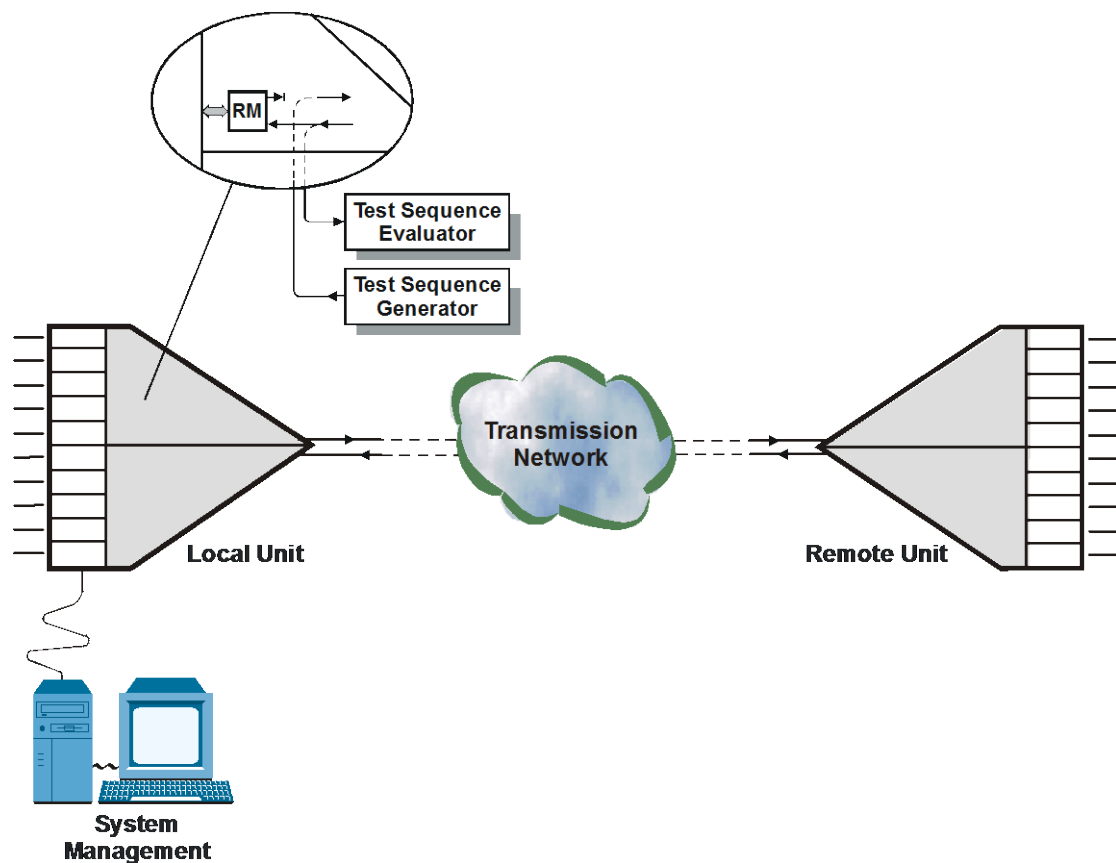 RM
Test Sequence
Evaluator
Test Sequence
Generator
Transmission
Network
Local Unit
Remote Unit
System
Management